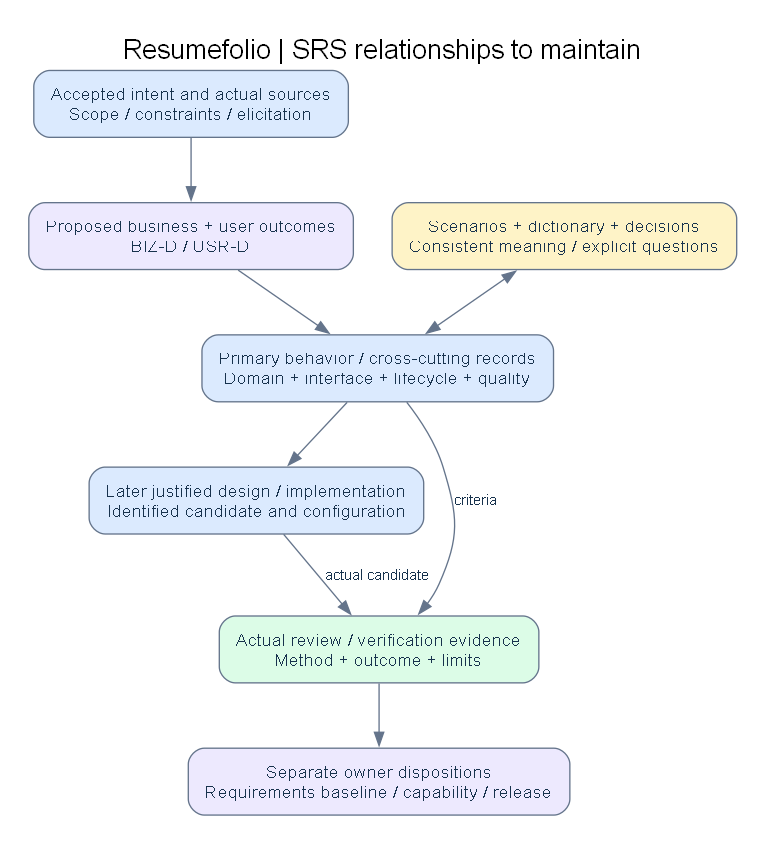 Resumefolio | SRS relationships to maintain
Accepted intent and actual sources
Scope / constraints / elicitation
Proposed business + user outcomes
BIZ-D / USR-D
Scenarios + dictionary + decisions
Consistent meaning / explicit questions
Primary behavior / cross-cutting records
Domain + interface + lifecycle + quality
Later justified design / implementation
Identified candidate and configuration
criteria
actual candidate
Actual review / verification evidence
Method + outcome + limits
Separate owner dispositions
Requirements baseline / capability / release